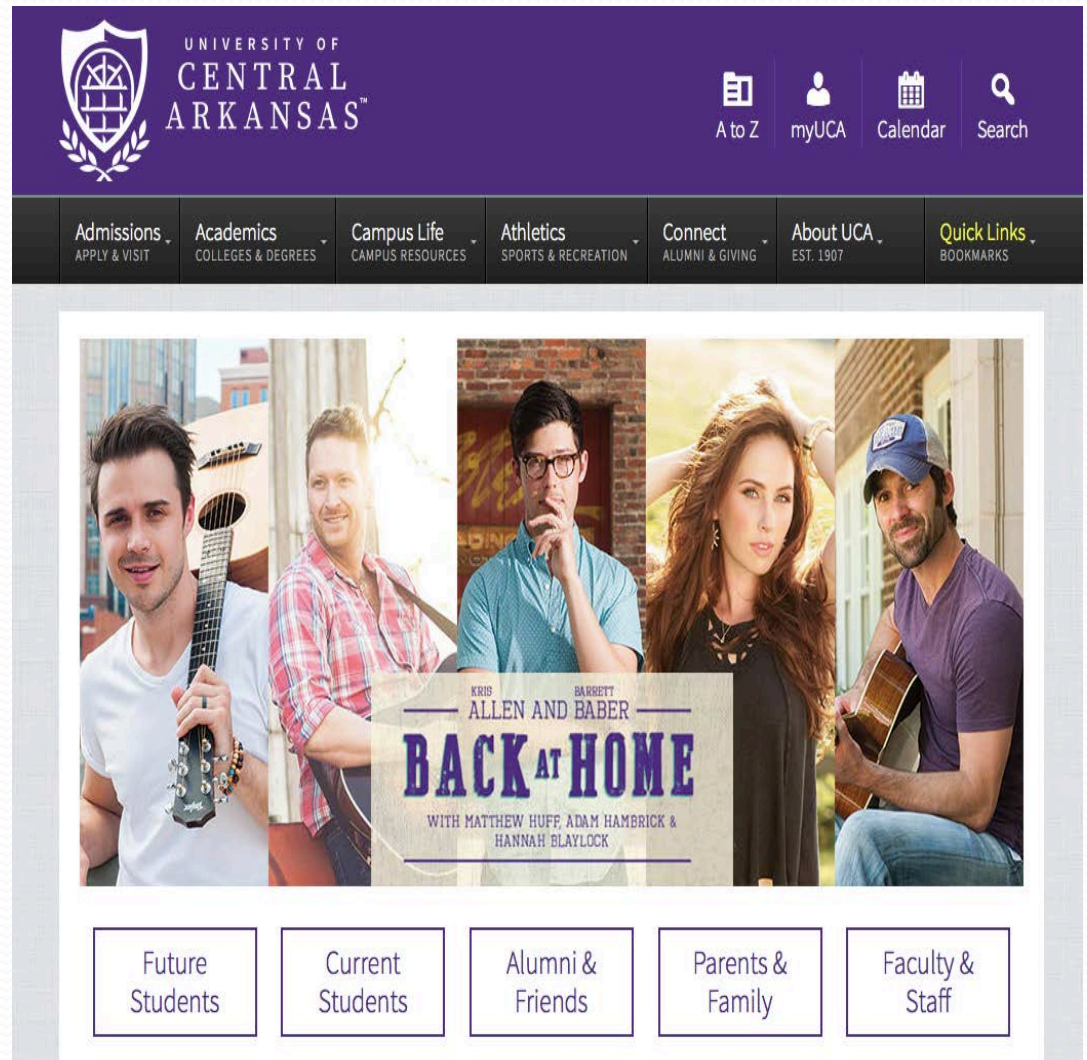 UNIVERSITY OF
CENTRAL
ARKANSAS™
A to Z
myUCA
Calendar
Search
Admissions
APPLY & VISIT
Academics
COLLEGES & DEGREES
Campus Life
CAMPUS RESOURCES
Athletics
SPORTS & RECREATION
Connect
ALUMNI & GIVING
About UCA
EST. 1907
Quick Links
BOOKMARKS
KRIS BARRETT
ALLEN AND BABER
BACK AT HOME
WITH MATTHEW HUFF, ADAM HAMBRICK &
HANNAH BLAYLOCK
Future
Students
Current
Students
Alumni &
Friends
Parents &
Family
Faculty &
Staff